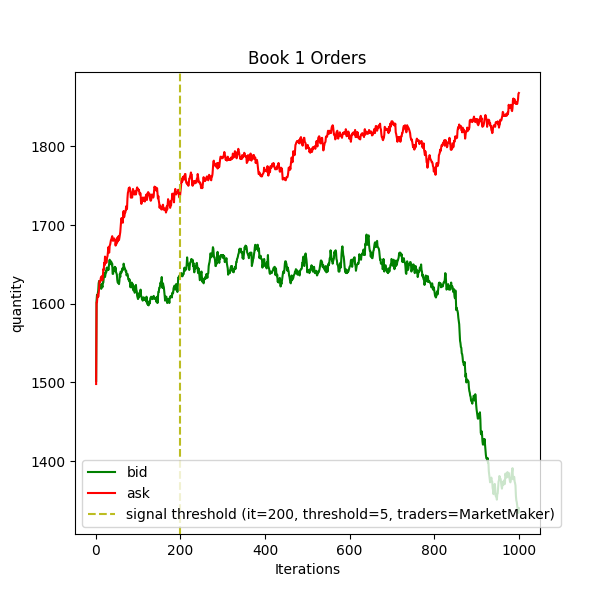 Book 1 Orders
quantity
1800
1700
1600
1500
1400
bid
ask
signal threshold (it=200, threshold=5, traders=MarketMaker)
0 200 400 600 800 1000
Iterations